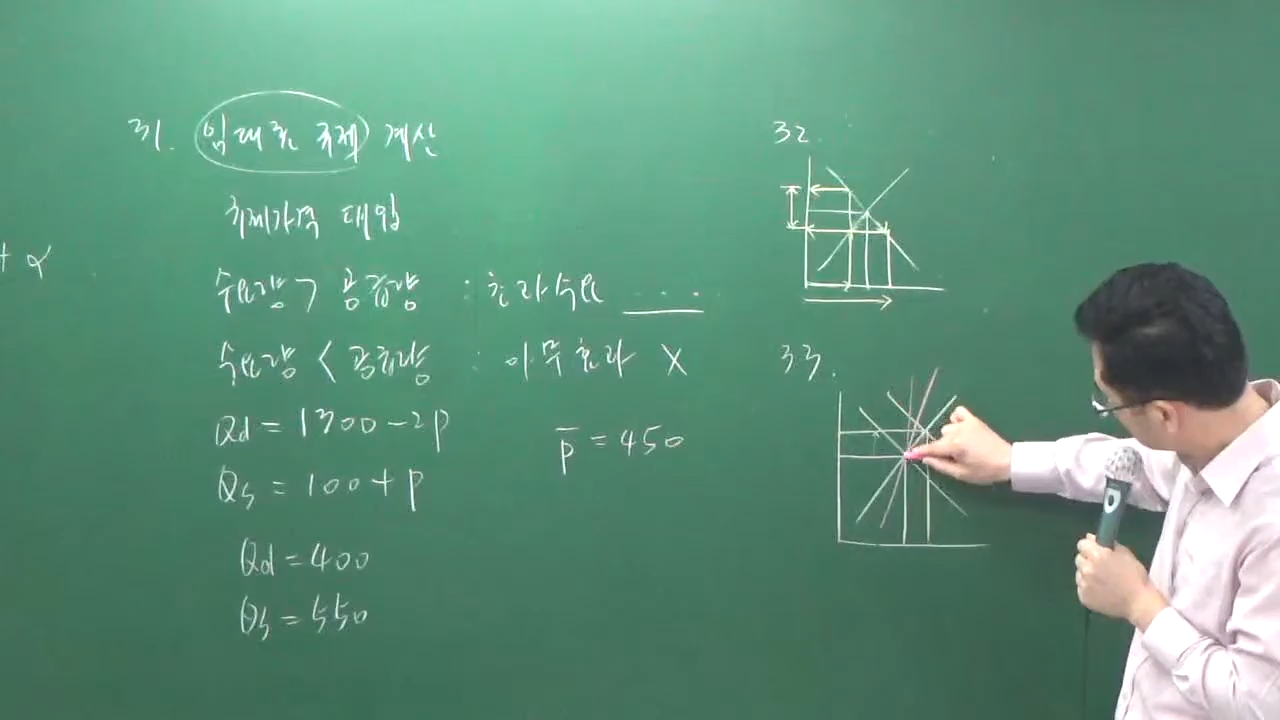 31. 임대료 규제 계산
규제가격 대입
+ α
수요량 > 공급량 : 초과수요 ....
수요량 < 공급량 : 아무 효과 X
Qd = 1300 - 2P
P̅ = 450
Qs = 100 + P
Qd = 400
Qs = 550
32.
33.